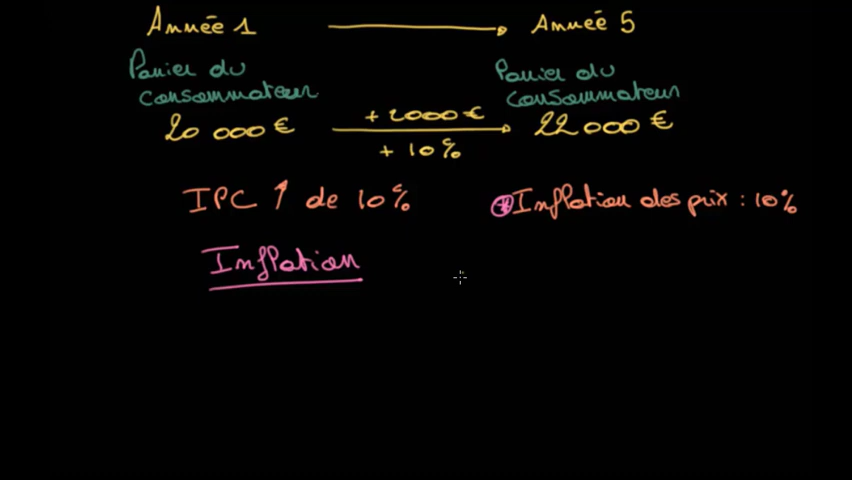 Année 1 Année 5
Panier du Panier du
consommateur consommateur
+ 2000 €
20 000 € 22 000 €
+ 10%
IPC ↑ de 10% * Inflation des prix : 10%
Inflation